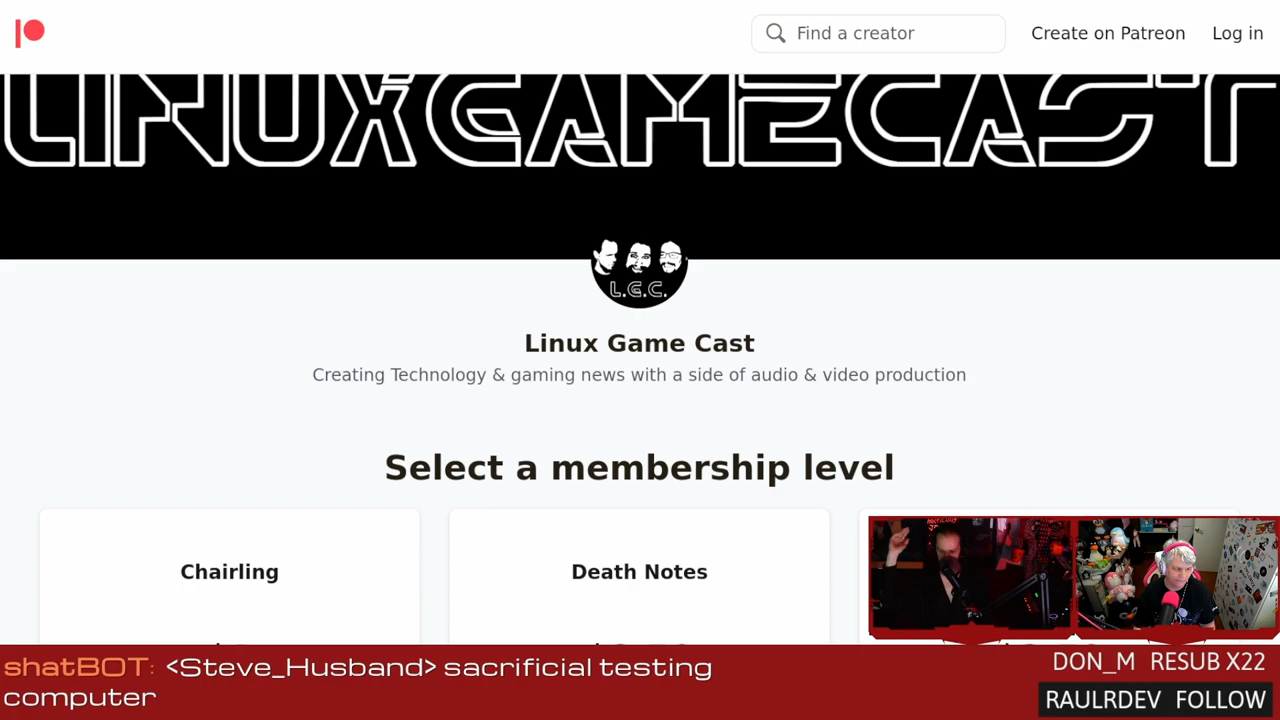 Find a creator
Create on Patreon
Log in
LINUXGAMECAST
L.G.C.
Linux Game Cast
Creating Technology & gaming news with a side of audio & video production
Select a membership level
Chairling
Death Notes
shatBOT: <Steve_Husband> sacrificial testing
computer
DON_M RESUB X22
RAULRDEV FOLLOW